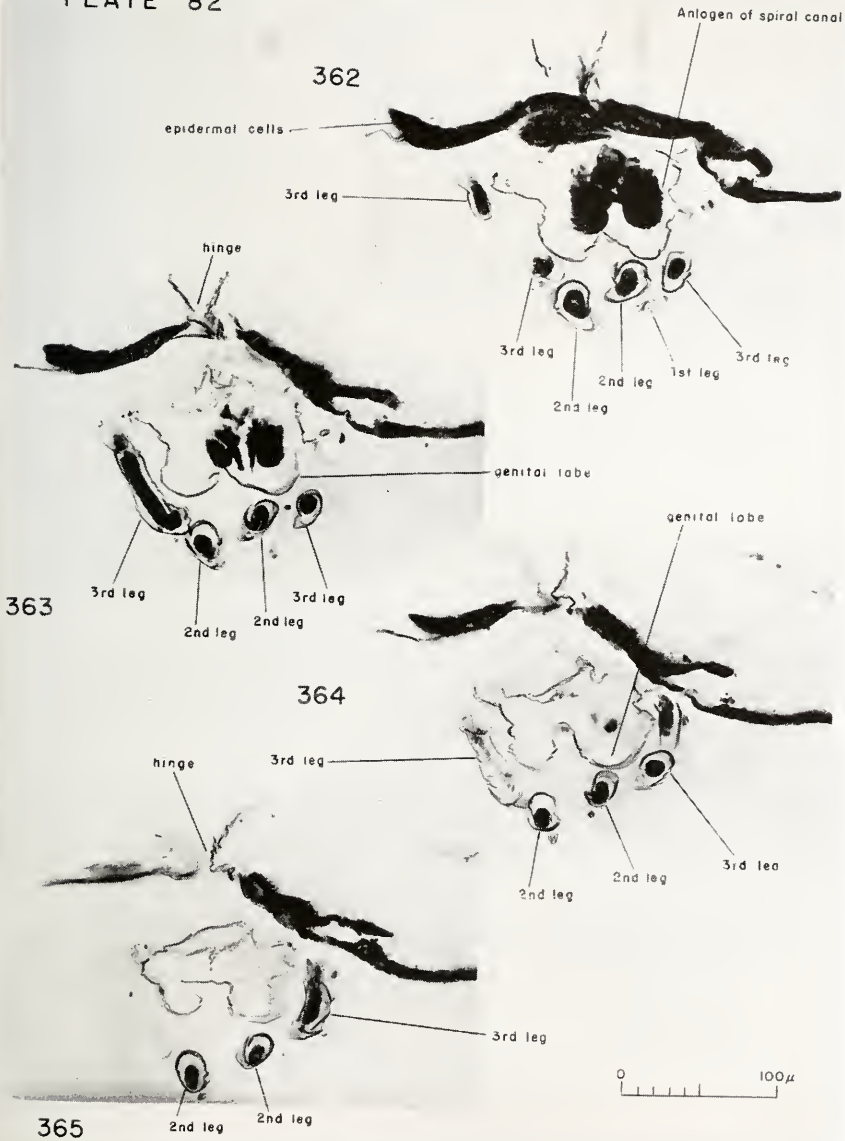 PLATE 82
Anlogen of spiral canal
362
epidermal cells
3rd leg
hinge
3rd leg
2nd leg
2nd leg
1st leg
3rd leg
genital lobe
genital lobe
3rd leg
2nd leg
2nd leg
3rd leg
363
364
3rd leg
hinge
2nd leg
2nd leg
3rd leg
3rd leg
0 100μ
2nd leg
2nd leg
365